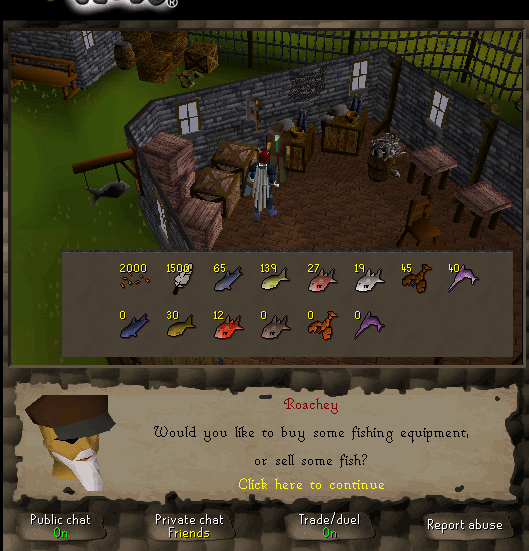 ®
2000 1500 65 139 27 19 45 40
0 30 12 0 0 0
Roachey
Would you like to buy some fishing equipment,
or sell some fish?
Click here to continue
Public chat
On
Private chat
Friends
Trade/duel
On
Report abuse